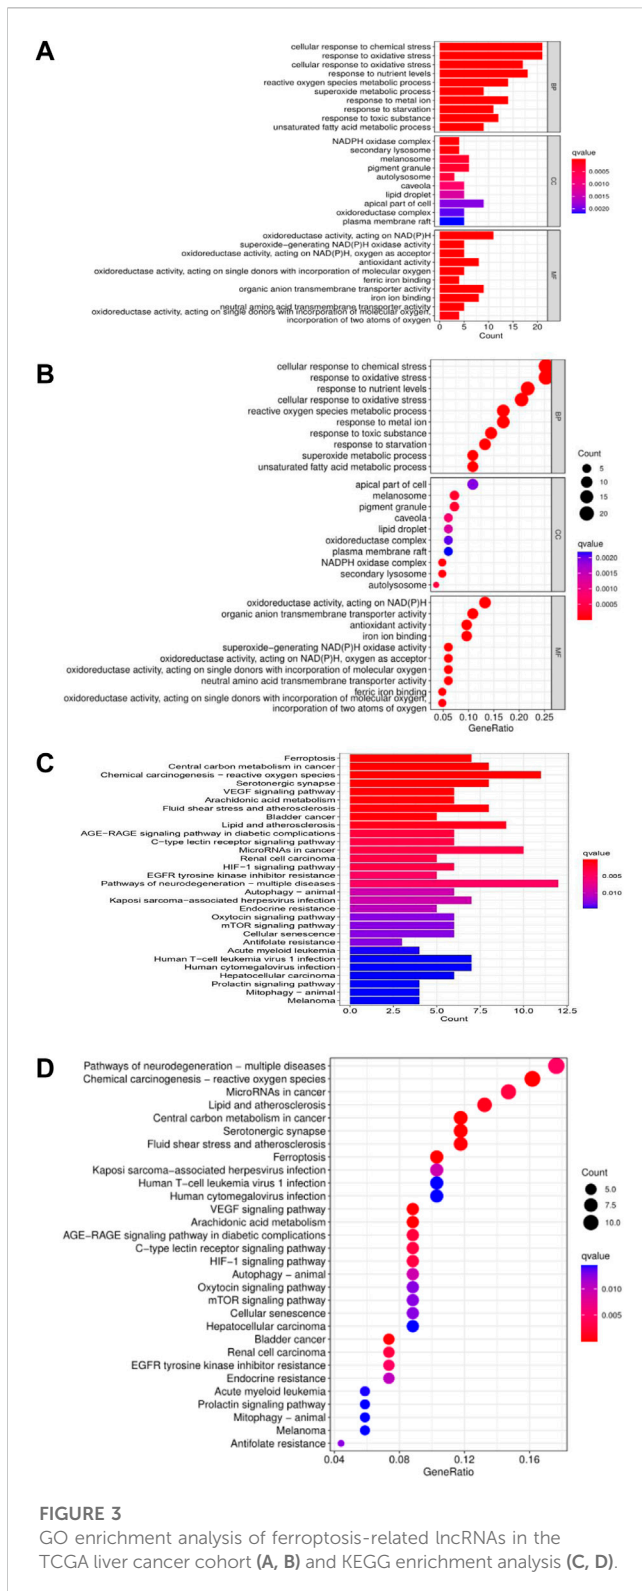 A
cellular response to chemical stress
response to oxidative stress
cellular response to oxidative stress
response to nutrient levels
reactive oxygen species metabolic process
superoxide metabolic process
response to metal ion
response to starvation
response to toxic substance
unsaturated fatty acid metabolic process
BP
NADPH oxidase complex
secondary lysosome
melanosome
pigment granule
autolysosome
caveola
lipid droplet
apical part of cell
oxidoreductase complex
plasma membrane raft
CC
oxidoreductase activity, acting on NAD(P)H
superoxide-generating NAD(P)H oxidase activity
oxidoreductase activity, acting on NAD(P)H, oxygen as acceptor
antioxidant activity
oxidoreductase activity, acting on single donors with incorporation of molecular oxygen
ferric iron binding
organic anion transmembrane transporter activity
iron ion binding
neutral amino acid transmembrane transporter activity
oxidoreductase activity, acting on single donors with incorporation of molecular oxygen,
incorporation of two atoms of oxygen
MF
0 5 10 15 20
Count
qvalue
0.0005
0.0010
0.0015
0.0020
B
cellular response to chemical stress
response to oxidative stress
response to nutrient levels
cellular response to oxidative stress
reactive oxygen species metabolic process
response to metal ion
response to toxic substance
response to starvation
superoxide metabolic process
unsaturated fatty acid metabolic process
BP
apical part of cell
melanosome
pigment granule
caveola
lipid droplet
oxidoreductase complex
plasma membrane raft
NADPH oxidase complex
secondary lysosome
autolysosome
CC
oxidoreductase activity, acting on NAD(P)H
organic anion transmembrane transporter activity
antioxidant activity
iron ion binding
superoxide-generating NAD(P)H oxidase activity
oxidoreductase activity, acting on NAD(P)H, oxygen as acceptor
oxidoreductase activity, acting on single donors with incorporation of molecular oxygen
neutral amino acid transmembrane transporter activity
ferric iron binding
oxidoreductase activity, acting on single donors with incorporation of molecular oxygen,
incorporation of two atoms of oxygen
MF
0.05 0.10 0.15 0.20 0.25
GeneRatio
Count
5
10
15
20
qvalue
0.0020
0.0015
0.0010
0.0005
C
Ferroptosis
Central carbon metabolism in cancer
Chemical carcinogenesis - reactive oxygen species
Serotonergic synapse
VEGF signaling pathway
Arachidonic acid metabolism
Fluid shear stress and atherosclerosis
Bladder cancer
Lipid and atherosclerosis
AGE-RAGE signaling pathway in diabetic complications
C-type lectin receptor signaling pathway
MicroRNAs in cancer
Renal cell carcinoma
HIF-1 signaling pathway
EGFR tyrosine kinase inhibitor resistance
Pathways of neurodegeneration - multiple diseases
Autophagy - animal
Kaposi sarcoma-associated herpesvirus infection
Endocrine resistance
Oxytocin signaling pathway
mTOR signaling pathway
Cellular senescence
Antifolate resistance
Acute myeloid leukemia
Human T-cell leukemia virus 1 infection
Human cytomegalovirus infection
Hepatocellular carcinoma
Prolactin signaling pathway
Mitophagy - animal
Melanoma
0.0 2.5 5.0 7.5 10.0 12.5
Count
qvalue
0.005
0.010
D
Pathways of neurodegeneration - multiple diseases
Chemical carcinogenesis - reactive oxygen species
MicroRNAs in cancer
Lipid and atherosclerosis
Central carbon metabolism in cancer
Serotonergic synapse
Fluid shear stress and atherosclerosis
Ferroptosis
Kaposi sarcoma-associated herpesvirus infection
Human T-cell leukemia virus 1 infection
Human cytomegalovirus infection
VEGF signaling pathway
Arachidonic acid metabolism
AGE-RAGE signaling pathway in diabetic complications
C-type lectin receptor signaling pathway
HIF-1 signaling pathway
Autophagy - animal
Oxytocin signaling pathway
mTOR signaling pathway
Cellular senescence
Hepatocellular carcinoma
Bladder cancer
Renal cell carcinoma
EGFR tyrosine kinase inhibitor resistance
Endocrine resistance
Acute myeloid leukemia
Prolactin signaling pathway
Mitophagy - animal
Melanoma
Antifolate resistance
0.04 0.08 0.12 0.16
GeneRatio
Count
5.0
7.5
10.0
qvalue
0.010
0.005
FIGURE 3
GO enrichment analysis of ferroptosis-related lncRNAs in the
TCGA liver cancer cohort (A, B) and KEGG enrichment analysis (C, D).